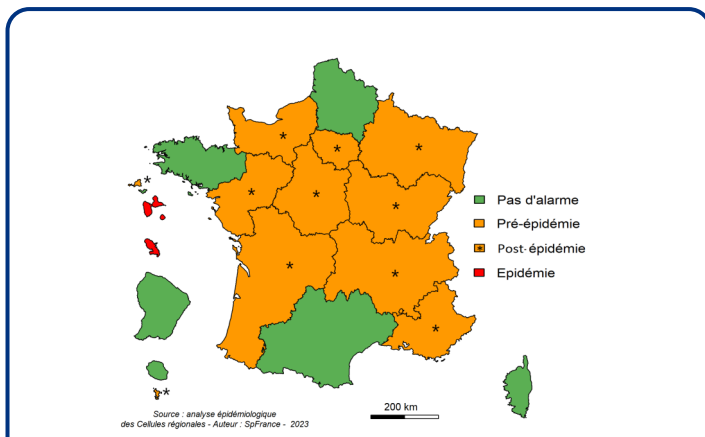 Pas d'alarme
Pré-épidémie
Post-épidémie
Epidémie
200 km
Source : analyse épidémiologique
des Cellules régionales - Auteur : SpFrance - 2023